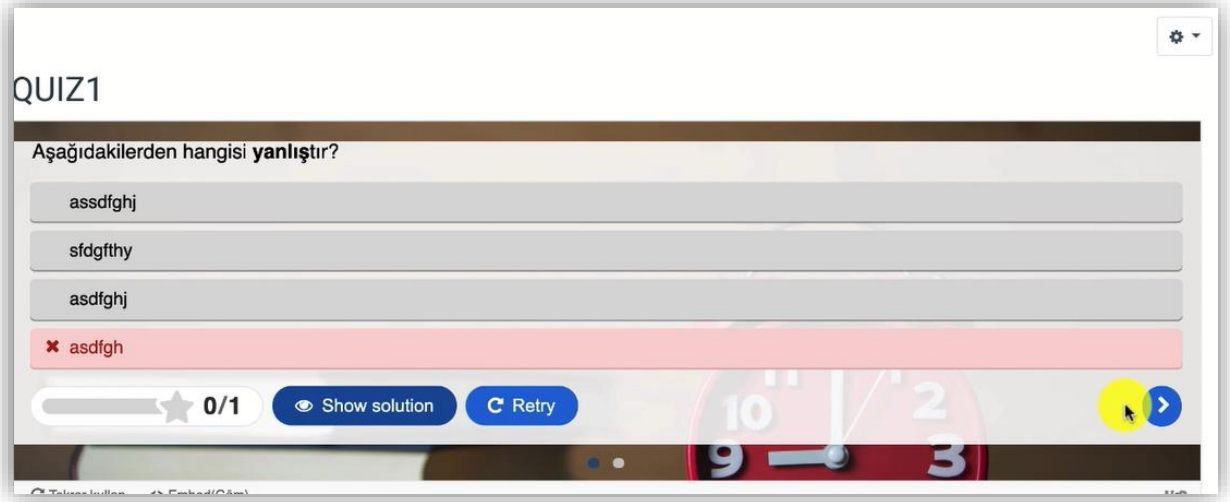 QUIZ1
Aşağıdakilerden hangisi yanlıştır?
assdfghj
sfdgfthy
asdfghj
asdfgh
0/1
Show solution
Retry
10
2
9
3